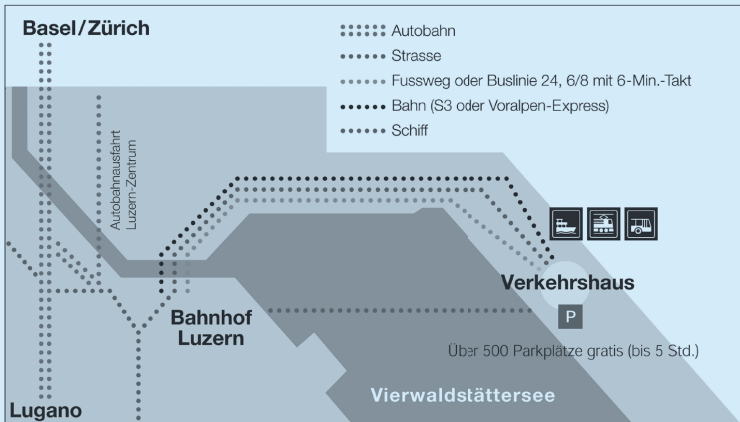 Basel/Zürich
Autobahn
Strasse
Fussweg oder Buslinie 24, 6/8 mit 6-Min.-Takt
Bahn (S3 oder Voralpen-Express)
Schiff
Autobahnausfahrt
Luzern-Zentrum
Verkehrshaus
Bahnhof
Luzern
P
Über 500 Parkplätze gratis (bis 5 Std.)
Vierwaldstättersee
Lugano